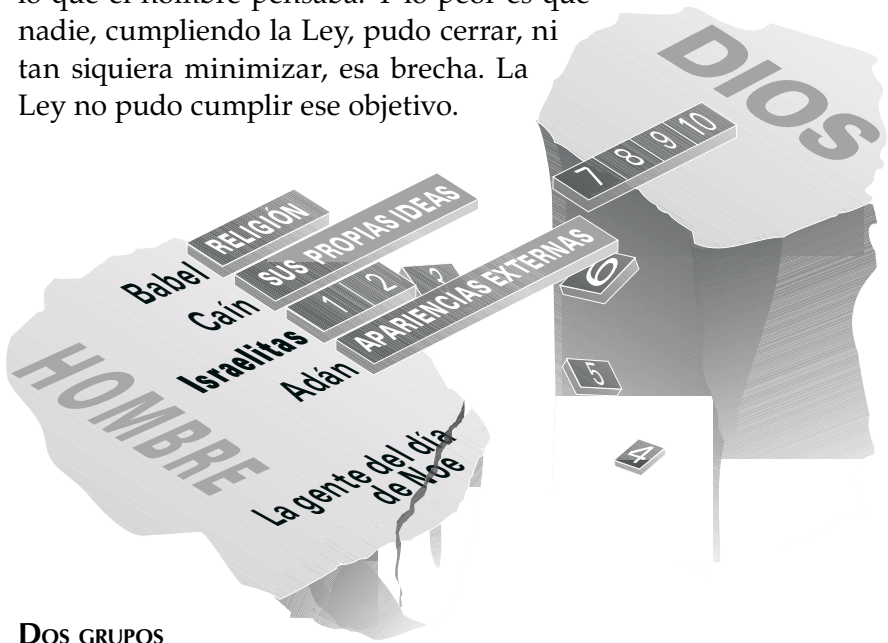 lo que el hombre pensaba. Y lo peor es que
nadie, cumpliendo la Ley, pudo cerrar, ni
tan siquiera minimizar, esa brecha. La
Ley no pudo cumplir ese objetivo.
DIOS
7 8 9 10
RELIGIÓN
SUS PROPIAS IDEAS
1 2 3
APARIENCIAS EXTERNAS
6
5
4
Babel
Caín
Israelitas
Adán
HOMBRE
La gente del día
de Noe
DOS GRUPOS